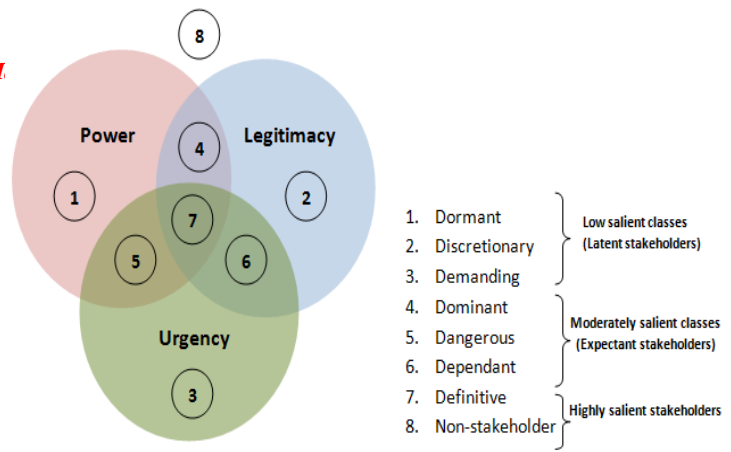 8
Power
Legitimacy
4
1
2
7
5
6
Urgency
3
1. Dormant
2. Discretionary
3. Demanding
4. Dominant
5. Dangerous
6. Dependant
7. Definitive
8. Non-stakeholder
Low salient classes
(Latent stakeholders)
Moderately salient classes
(Expectant stakeholders)
Highly salient stakeholders